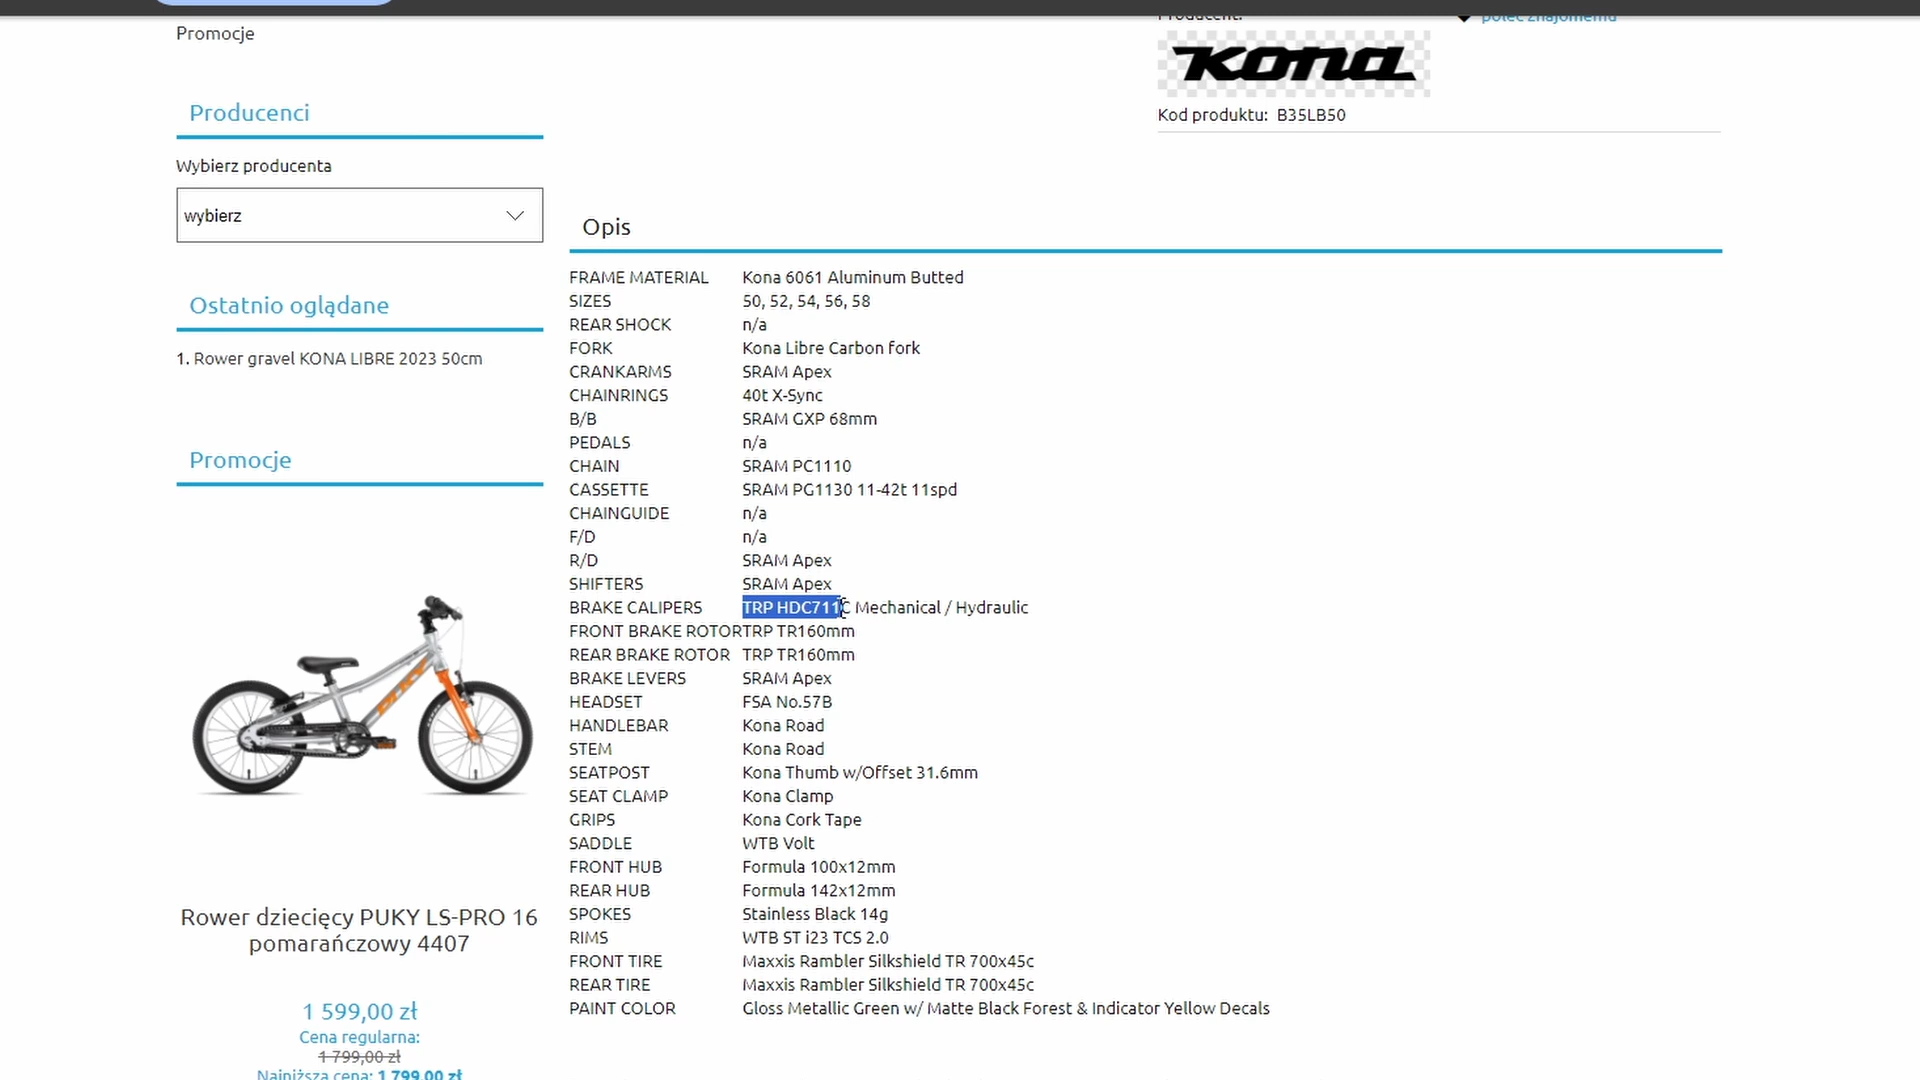 Promocje
Producenci
Wybierz producenta
wybierz
Ostatnio oglądane
1. Rower gravel KONA LIBRE 2023 50cm
Promocje
Rower dziecięcy PUKY LS-PRO 16
pomarańczowy 4407
1 599,00 zł
Cena regularna:
1 799,00 zł
Najniższa cena: 1 799,00 zł
Producent:
poleć znajomemu
Kona
Kod produktu: B35LB50
Opis
FRAME MATERIAL Kona 6061 Aluminum Butted
SIZES 50, 52, 54, 56, 58
REAR SHOCK n/a
FORK Kona Libre Carbon fork
CRANKARMS SRAM Apex
CHAINRINGS 40t X-Sync
B/B SRAM GXP 68mm
PEDALS n/a
CHAIN SRAM PC1110
CASSETTE SRAM PG1130 11-42t 11spd
CHAINGUIDE n/a
F/D n/a
R/D SRAM Apex
SHIFTERS SRAM Apex
BRAKE CALIPERS TRP HDC711C Mechanical / Hydraulic
FRONT BRAKE ROTOR TRP TR160mm
REAR BRAKE ROTOR TRP TR160mm
BRAKE LEVERS SRAM Apex
HEADSET FSA No.57B
HANDLEBAR Kona Road
STEM Kona Road
SEATPOST Kona Thumb w/Offset 31.6mm
SEAT CLAMP Kona Clamp
GRIPS Kona Cork Tape
SADDLE WTB Volt
FRONT HUB Formula 100x12mm
REAR HUB Formula 142x12mm
SPOKES Stainless Black 14g
RIMS WTB ST i23 TCS 2.0
FRONT TIRE Maxxis Rambler Silkshield TR 700x45c
REAR TIRE Maxxis Rambler Silkshield TR 700x45c
PAINT COLOR Gloss Metallic Green w/ Matte Black Forest & Indicator Yellow Decals